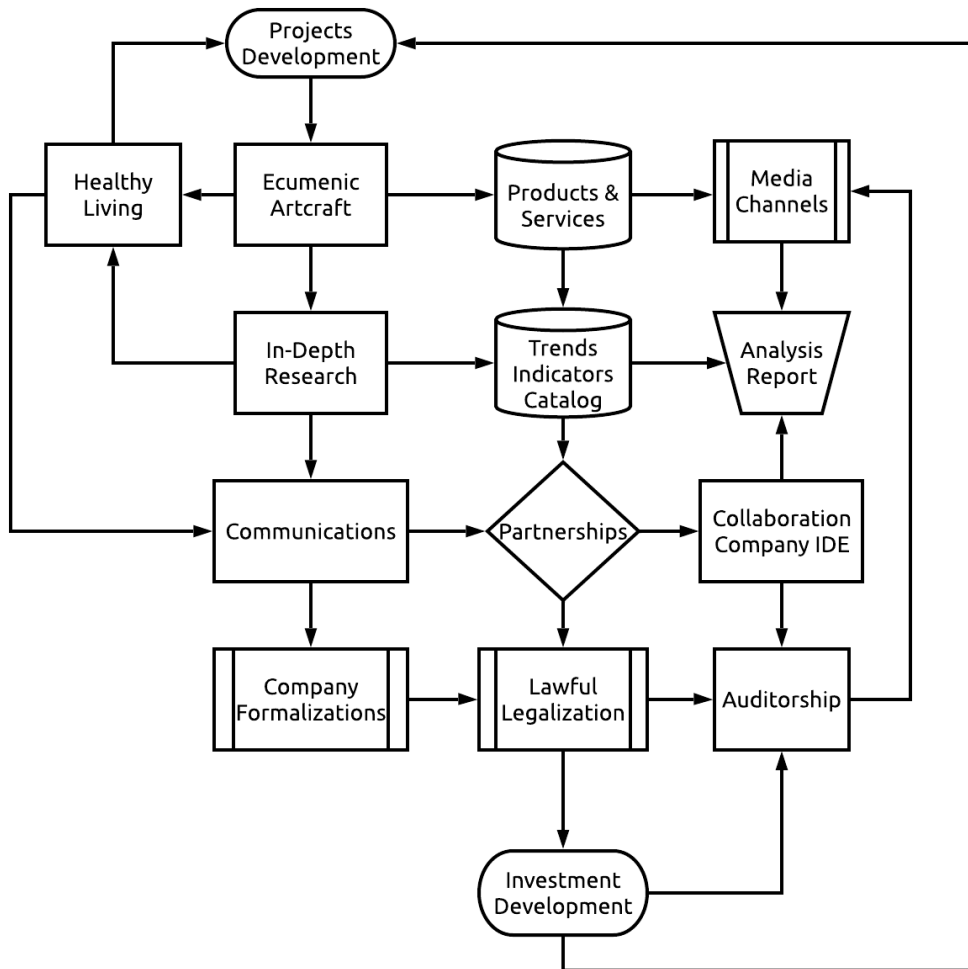 Projects
Development
Healthy
Living
Ecumenic
Artcraft
Products &
Services
Media
Channels
In-Depth
Research
Trends
Indicators
Catalog
Analysis
Report
Communications
Partnerships
Collaboration
Company IDE
Company
Formalizations
Lawful
Legalization
Auditorship
Investment
Development